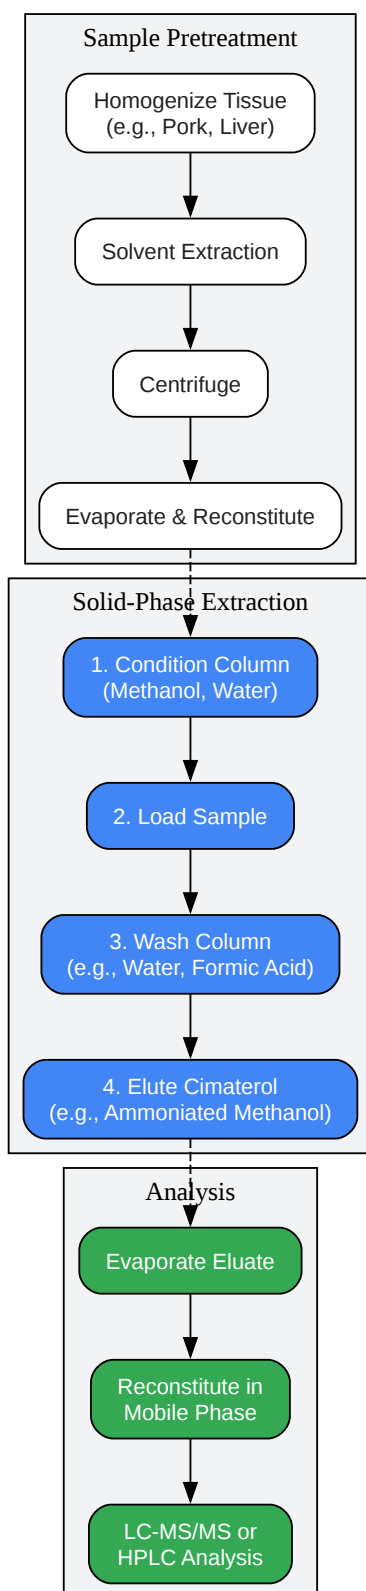 Sample Pretreatment
Homogenize Tissue
(e.g., Pork, Liver)
Solvent Extraction
Centrifuge
Evaporate & Reconstitute
Solid-Phase Extraction
1. Condition Column
(Methanol, Water)
2. Load Sample
3. Wash Column
(e.g., Water, Formic Acid)
4. Elute Cimaterol
(e.g., Ammoniated Methanol)
Analysis
Evaporate Eluate
Reconstitute in
Mobile Phase
LC-MS/MS or
HPLC Analysis